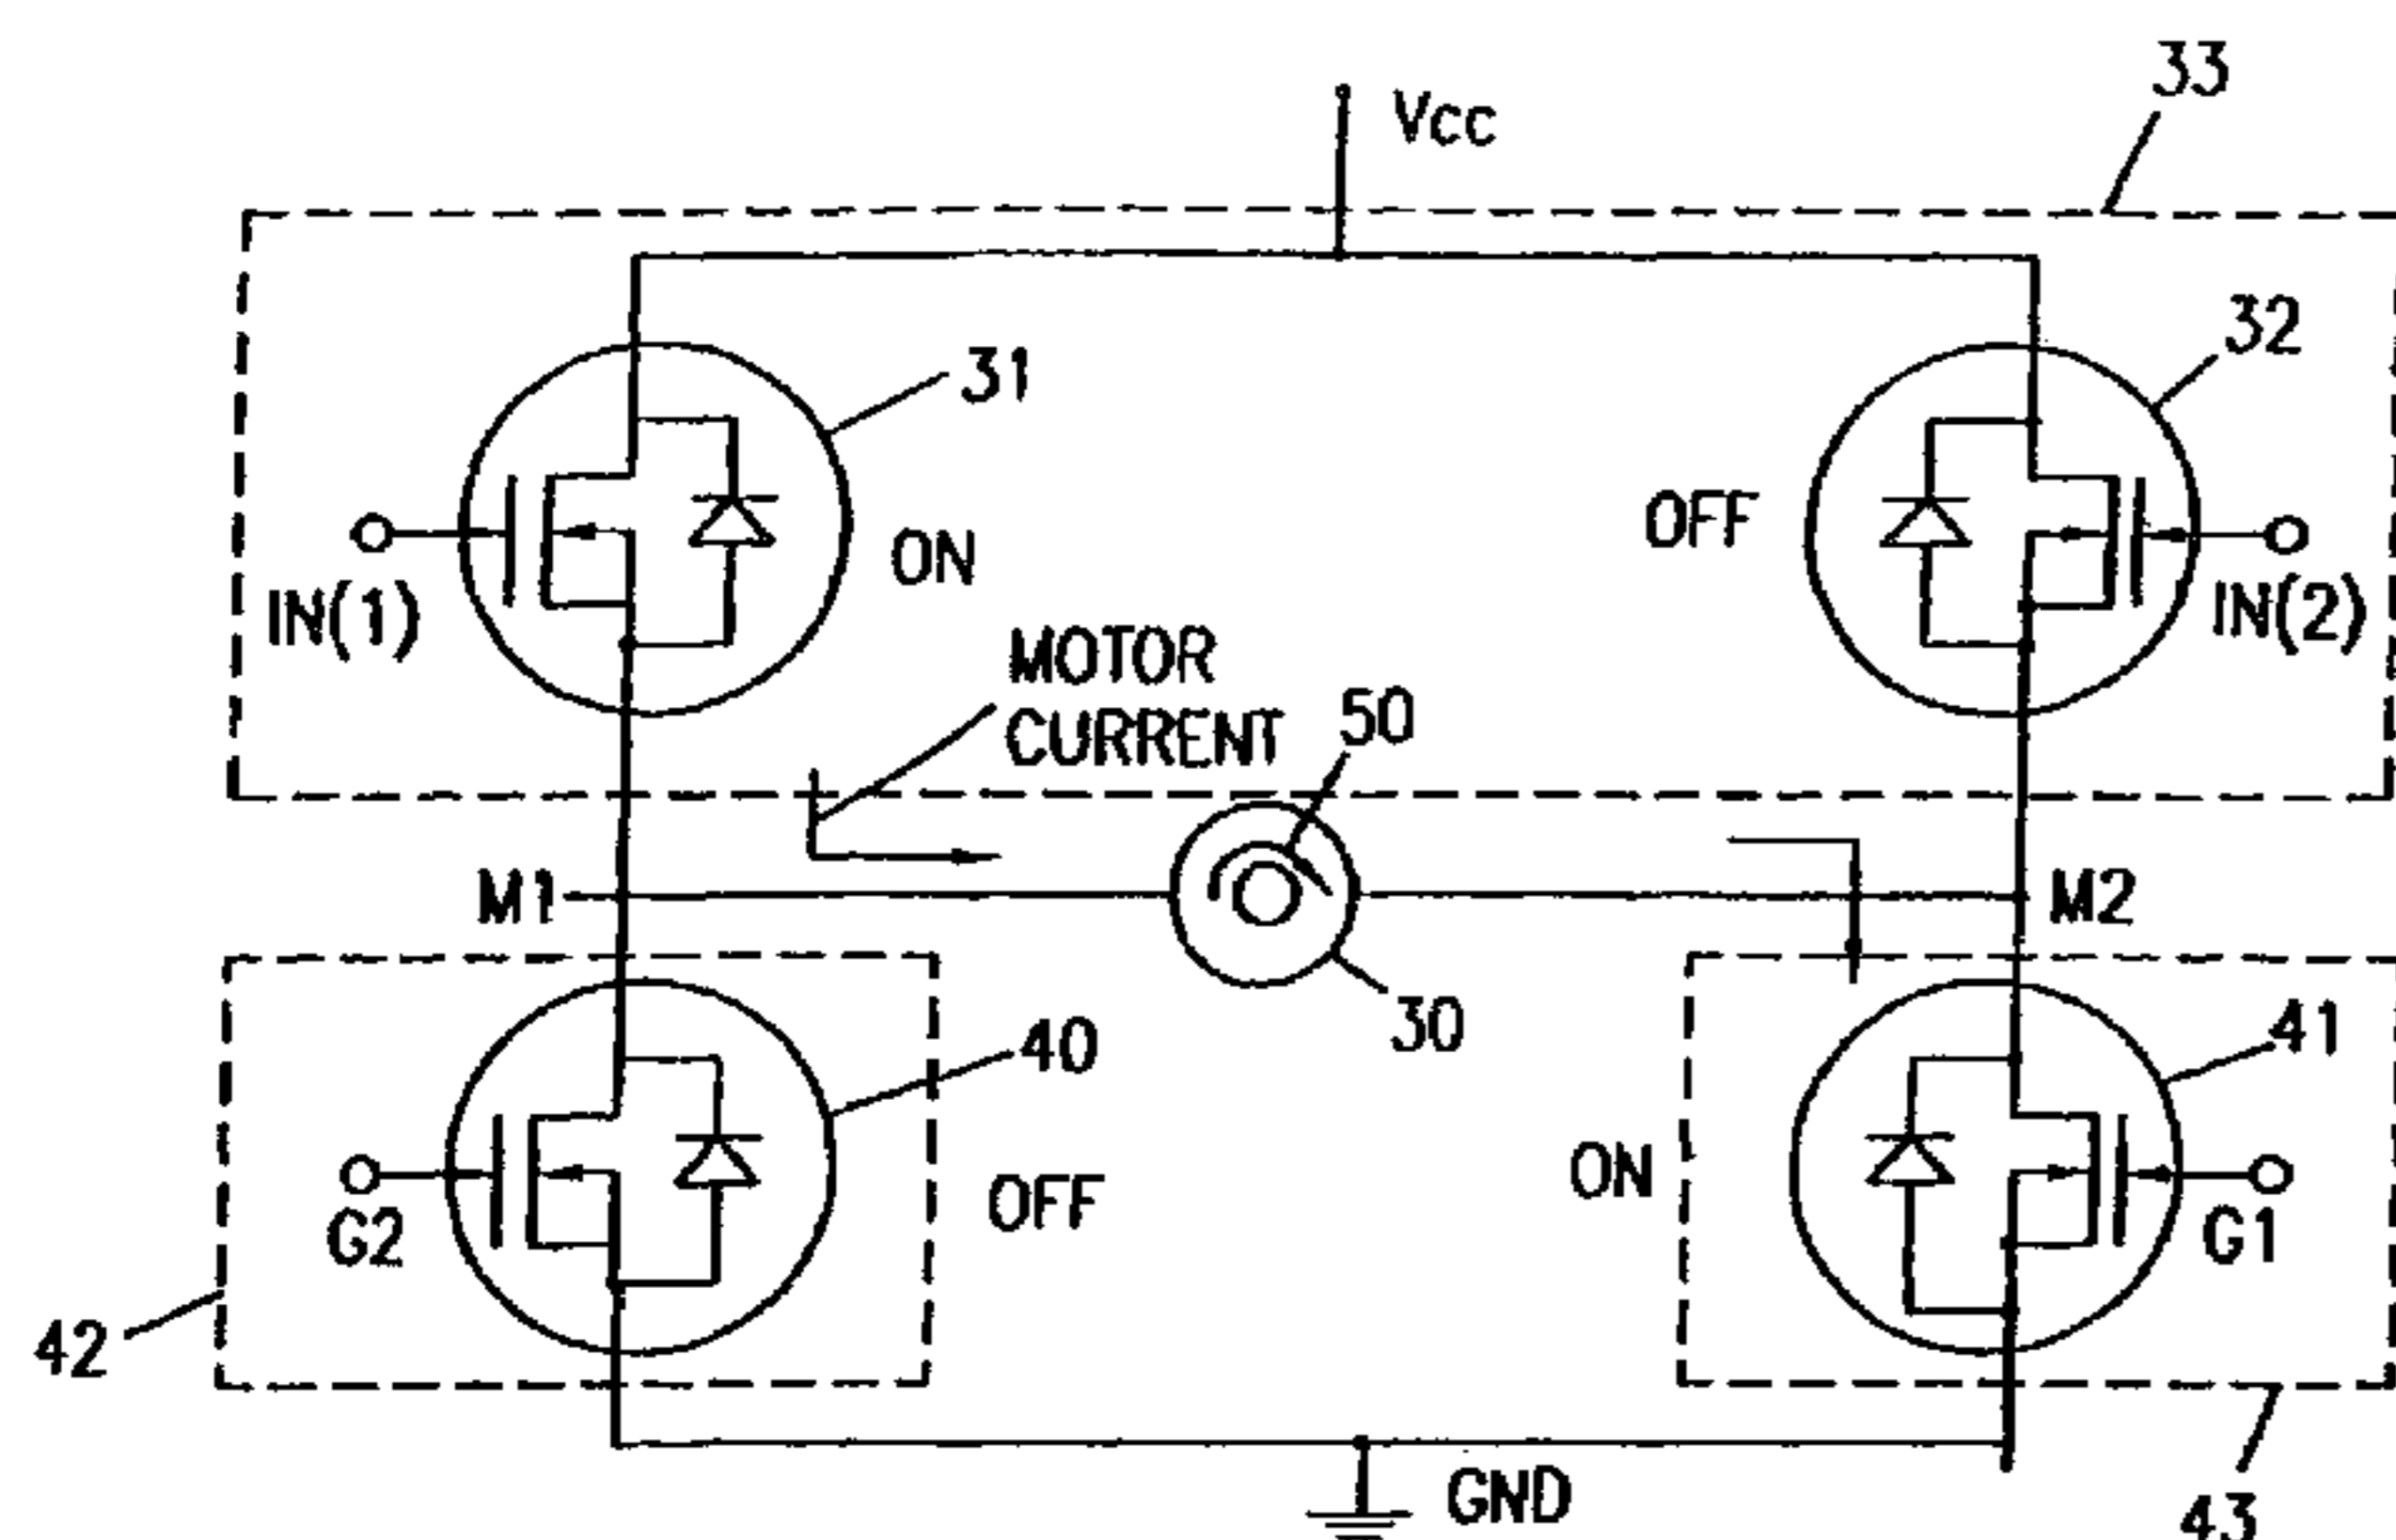 33
Vcc
32
31
OFF
ON
IN(1)
IN(2)
MOTOR
CURRENT
50
M1
M2
30
40
41
ON
OFF
G2
G1
42
GND
43